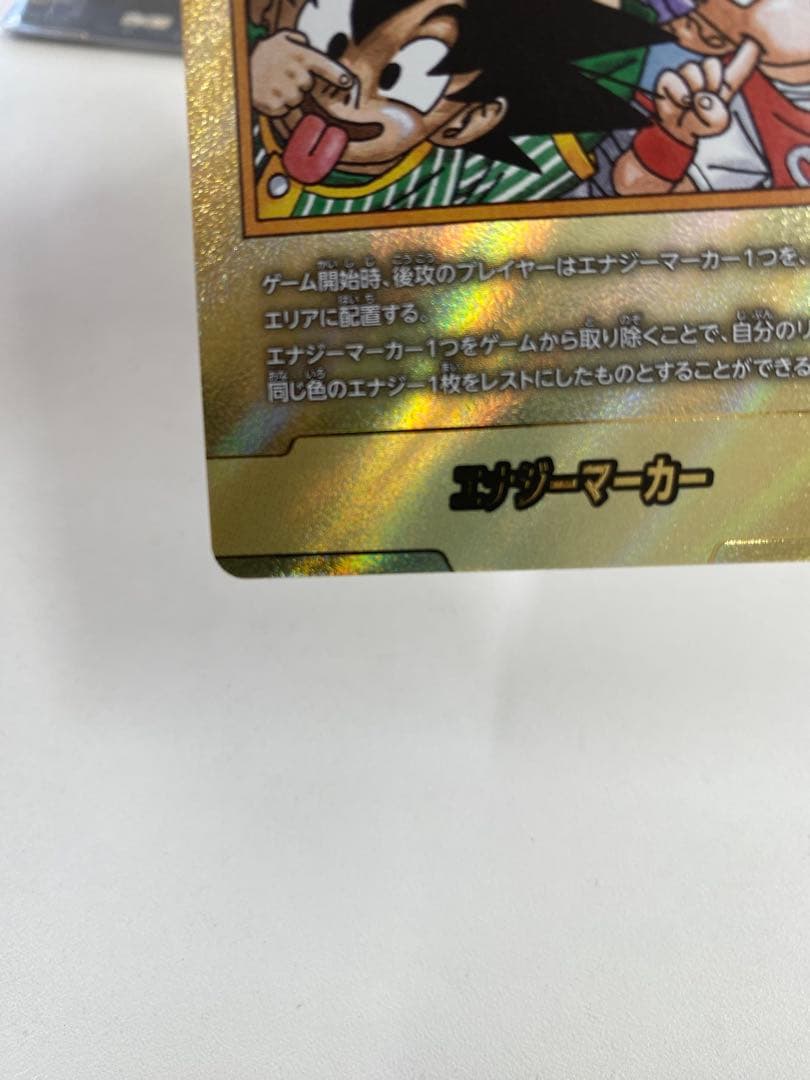 ゲーム開始時、後攻のプレイヤーはエナジーマーカー1つを、
エリアに配置する。
エナジーマーカー1つをゲームから取り除くことで、自分のリ
同じ色のエナジー1枚をレストにしたものとすることができる
エナジーマーカー